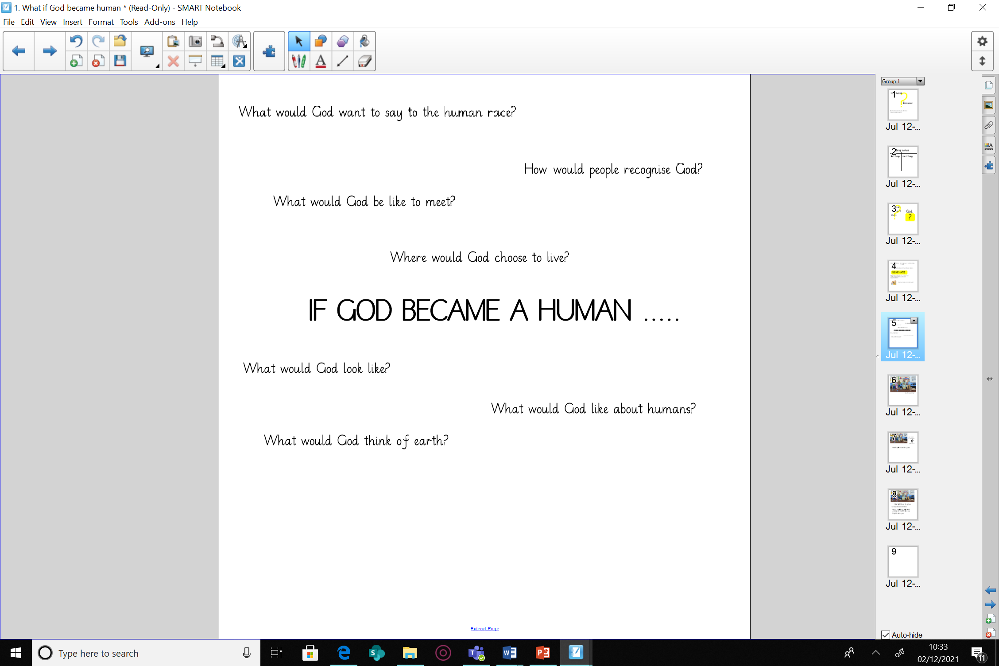 1. What if God became human * (Read-Only) - SMART Notebook
File Edit View Insert Format Tools Add-ons Help
What would God want to say to the human race?
How would people recognise God?
What would God be like to meet?
Where would God choose to live?
IF GOD BECAME A HUMAN .....
What would God look like?
What would God like about humans?
What would God think of earth?
Extend Page
Group 1
1
Jul 12-...
2
Jul 12-...
3
God
?
Jul 12-...
4
INCARNATE
Jul 12-...
5
Jul 12-...
6
Jul 12-...
7
Jul 12-...
8
Jul 12-...
9
Jul 12-...
Auto-hide
Type here to search
10:33
02/12/2021
11